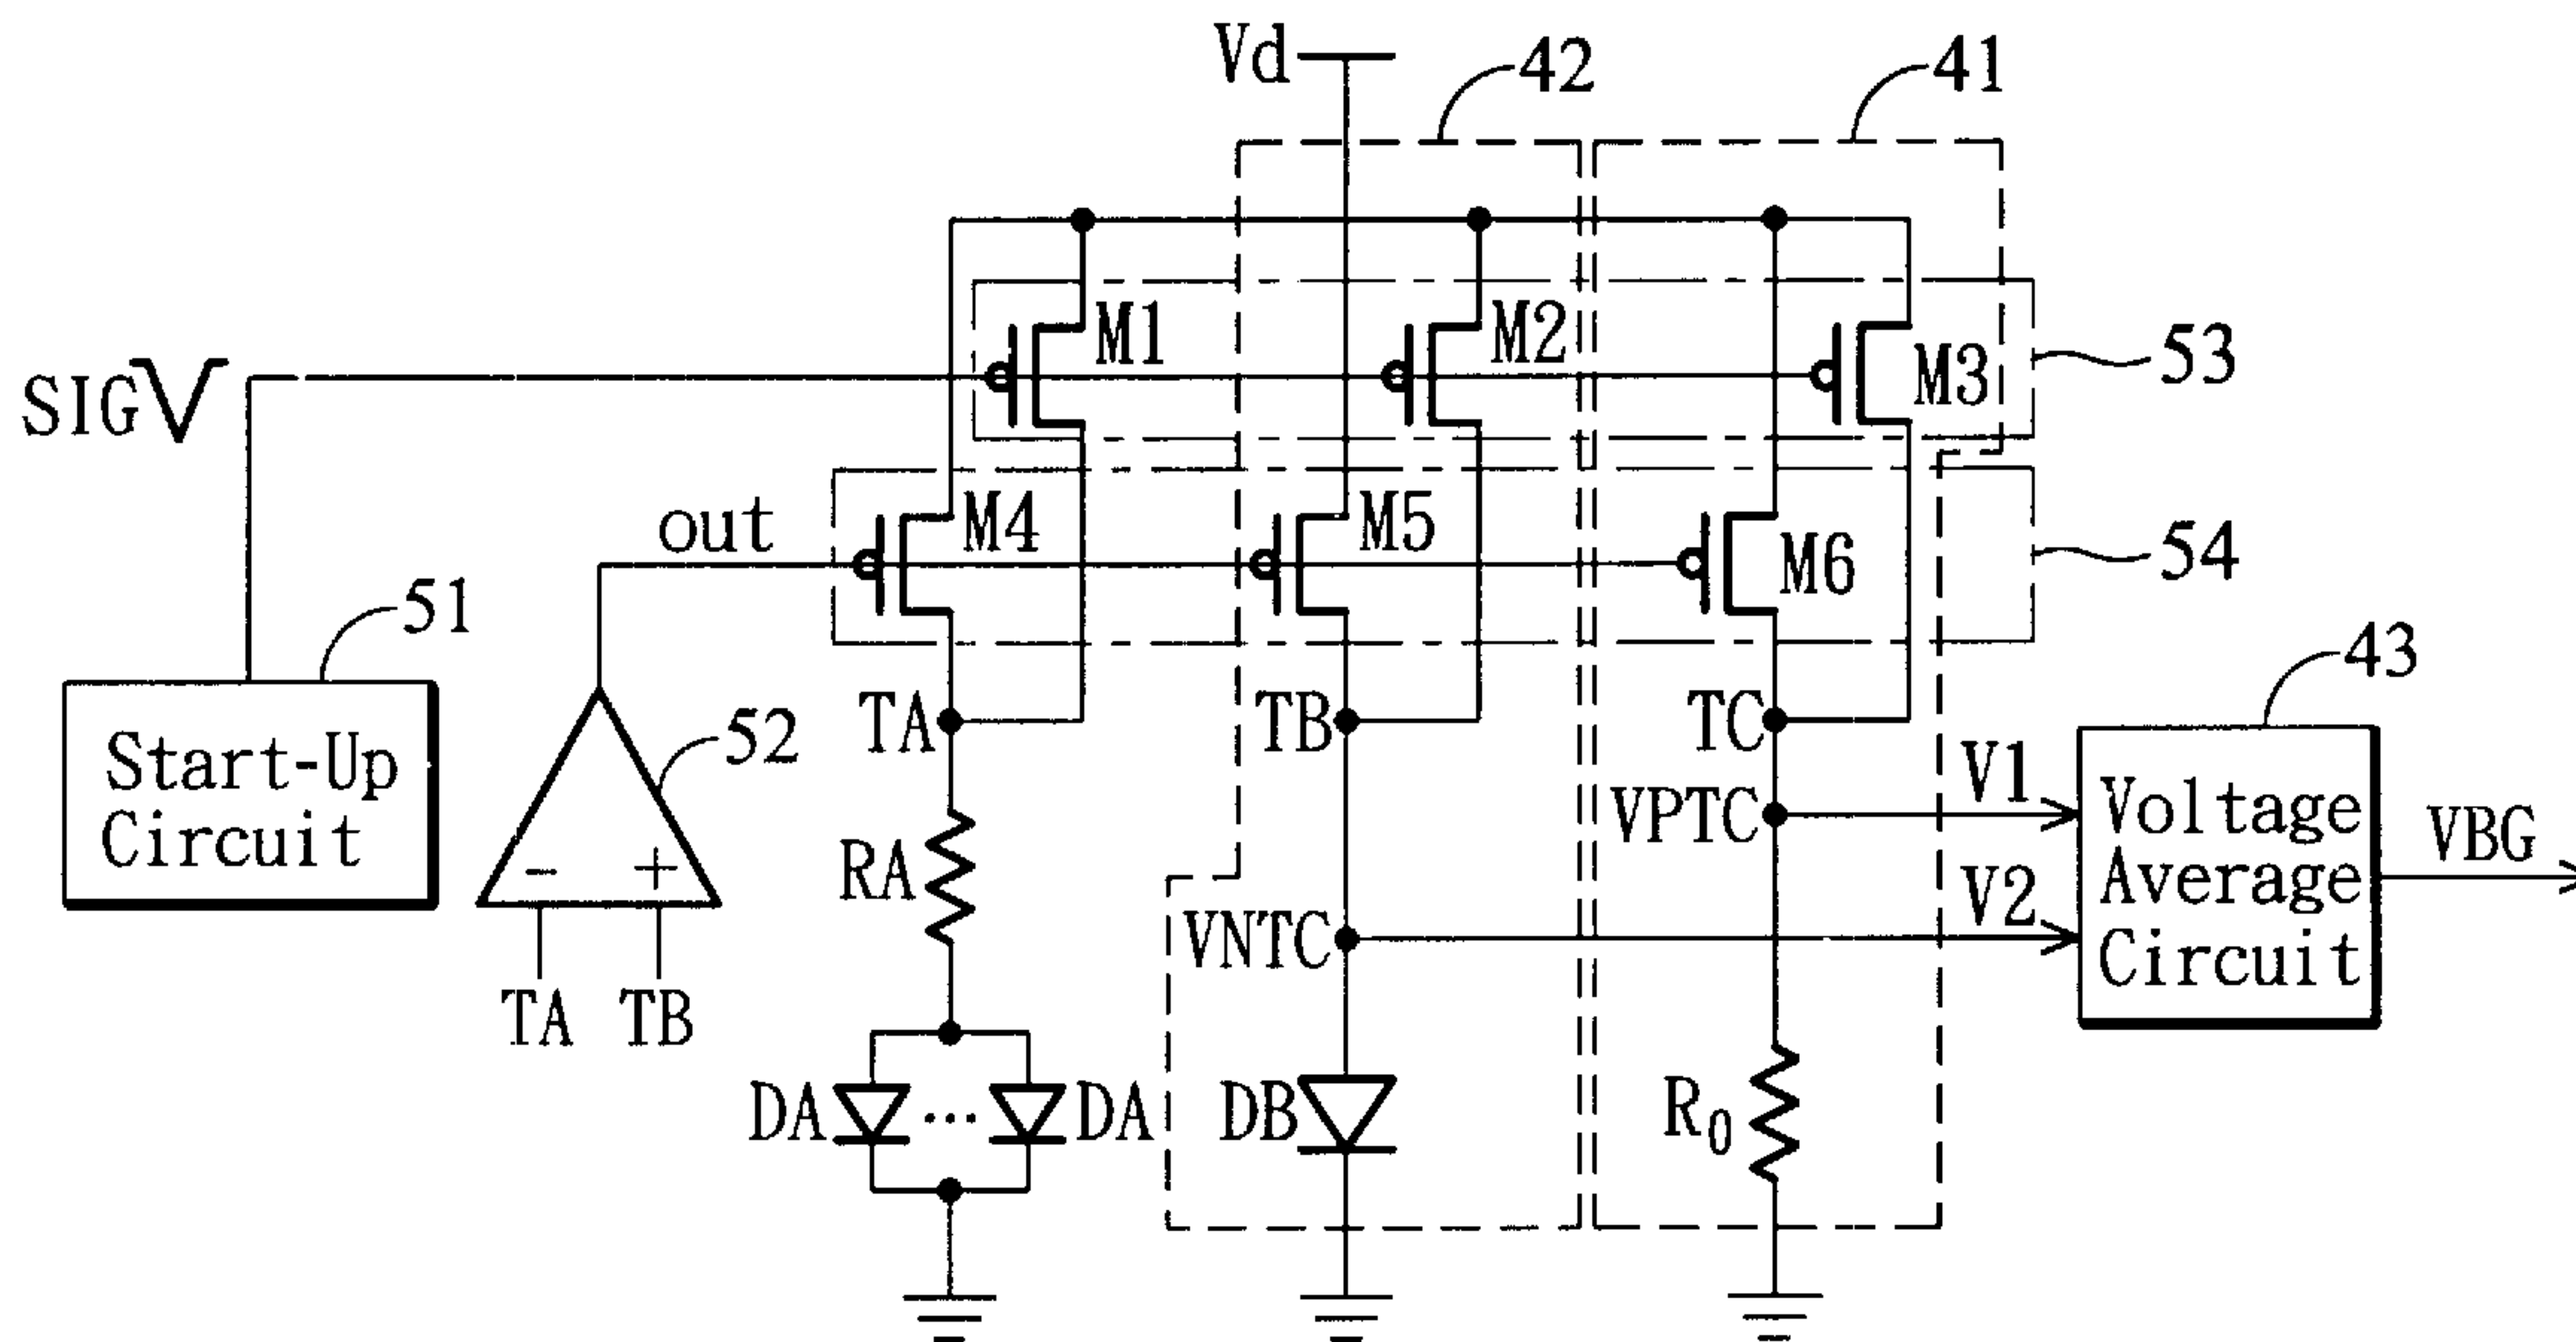 Vd
42
41
M1
M2
M3
53
SIG
out
M4
M5
M6
54
51
Start-Up
Circuit
52
- +
TA TB
TA
TB
TC
43
RA
VPTC
V1
VNTC
V2
Voltage
Average
Circuit
VBG
DA ... DA
DB
R₀